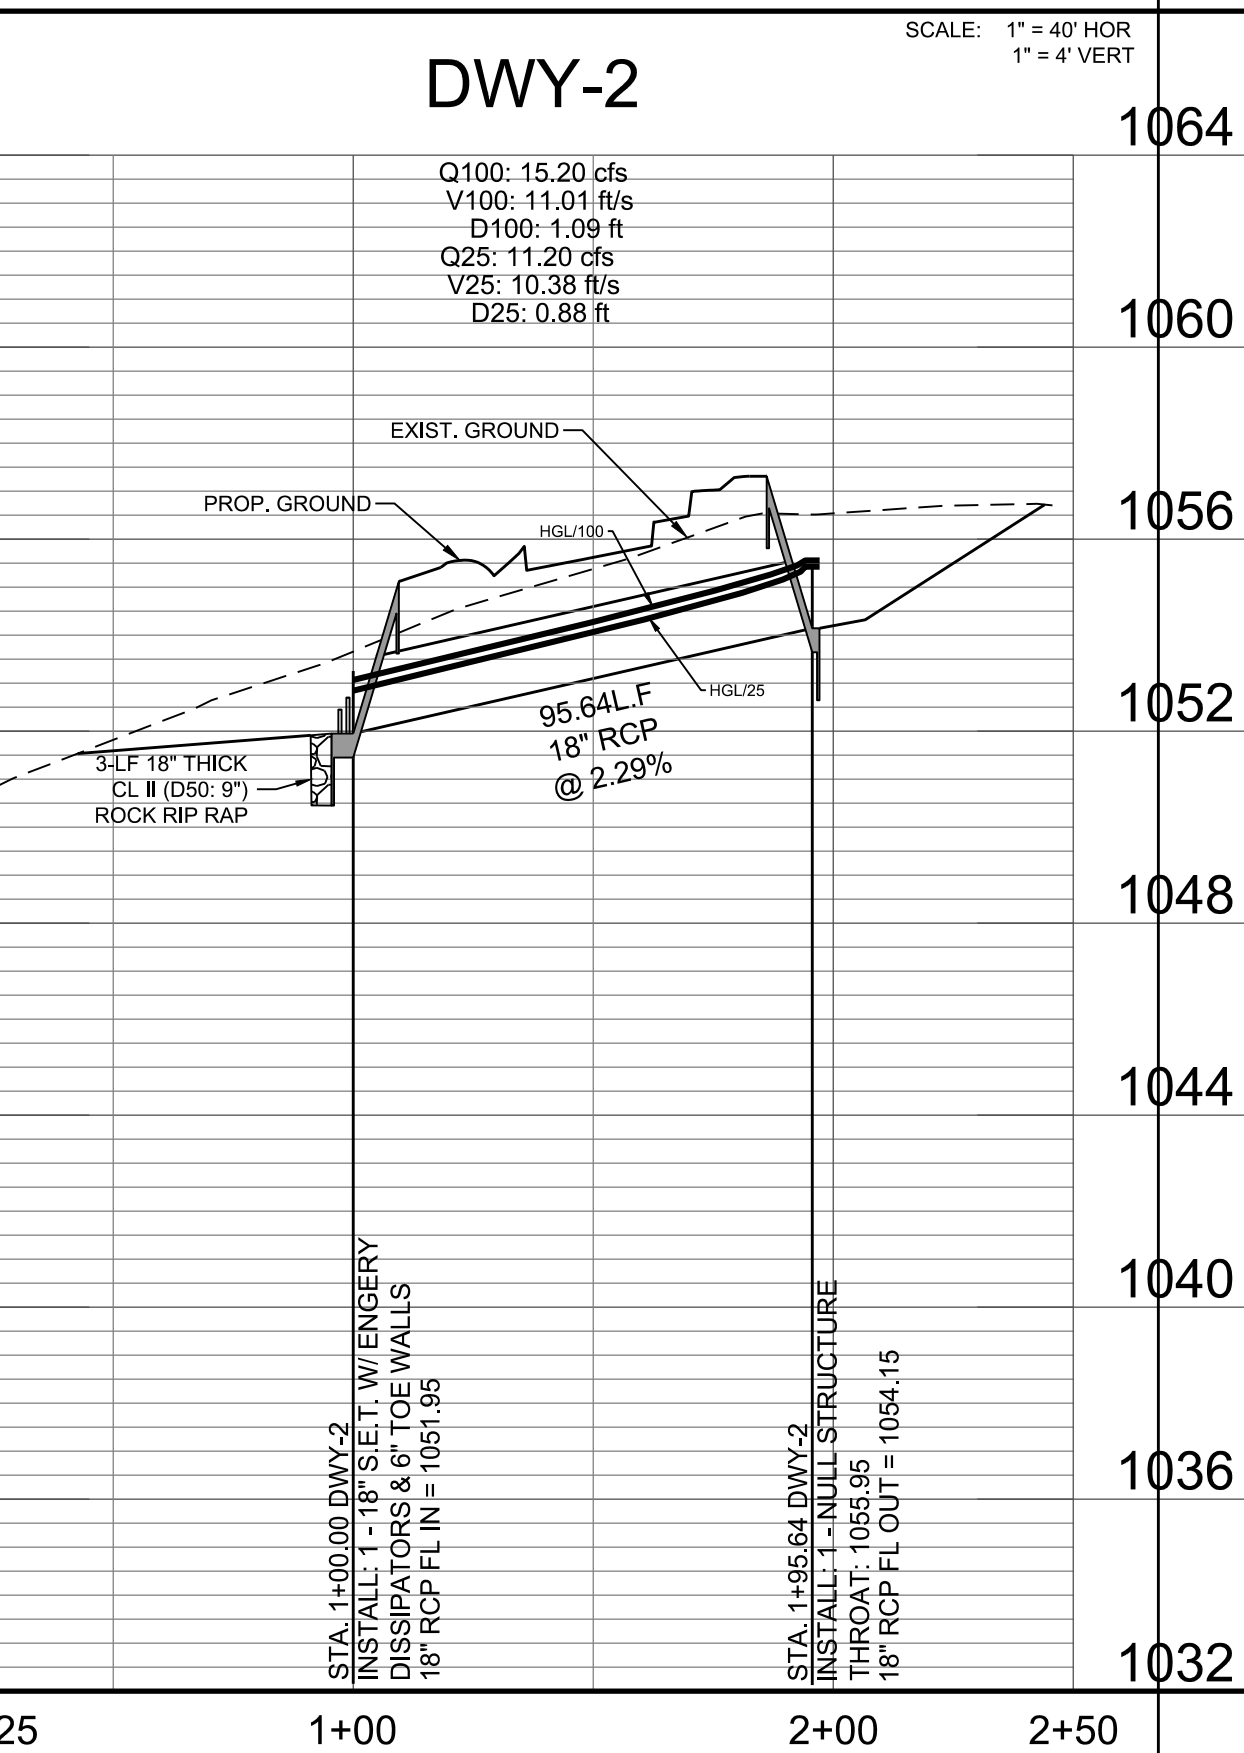 SCALE: 1" = 40' HOR
1" = 4' VERT
DWY-2
1064
Q100: 15.20 cfs
V100: 11.01 ft/s
D100: 1.09 ft
Q25: 11.20 cfs
V25: 10.38 ft/s
D25: 0.88 ft
1060
EXIST. GROUND
PROP. GROUND
HGL/100
1056
HGL/25
1052
95.64L.F
18" RCP
@ 2.29%
3-LF 18" THICK
CL II (D50: 9")
ROCK RIP RAP
1048
1044
1040
1036
1032
STA. 1+00.00 DWY-2
INSTALL: 1 - 18" S.E.T. W/ ENGERY
DISSIPATORS & 6" TOE WALLS
18" RCP FL IN = 1051.95
STA. 1+95.64 DWY-2
INSTALL: 1 - NULL STRUCTURE
THROAT: 1055.95
18" RCP FL OUT = 1054.15
25
1+00
2+00
2+50